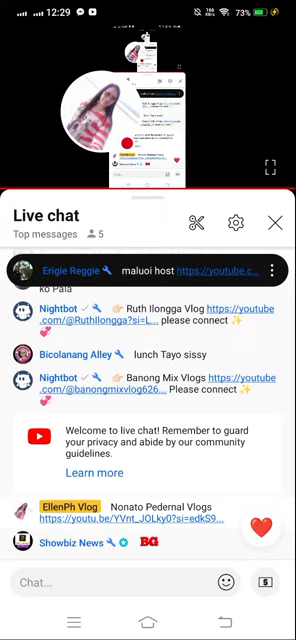 12:29
166
KB/s
73%
Live chat
Top messages
5
Erigie Reggie maluoi host https://youtube.c...
ko Pala
Nightbot 👉🏻 Ruth Ilongga Vlog https://youtube
.com/@RuthIlongga?si=L... please connect ✨
💞
Bicolanang Alley lunch Tayo sissy
Nightbot 👉🏻 Banong Mix Vlogs https://youtube
.com/@banongmixvlog626... Please connect ✨
💞
Welcome to live chat! Remember to guard
your privacy and abide by our community
guidelines.
Learn more
EllenPh Vlog Nonato Pedernal Vlogs
https://youtu.be/YVnt_JOLky0?si=edkS9...
Showbiz News BG
Chat...